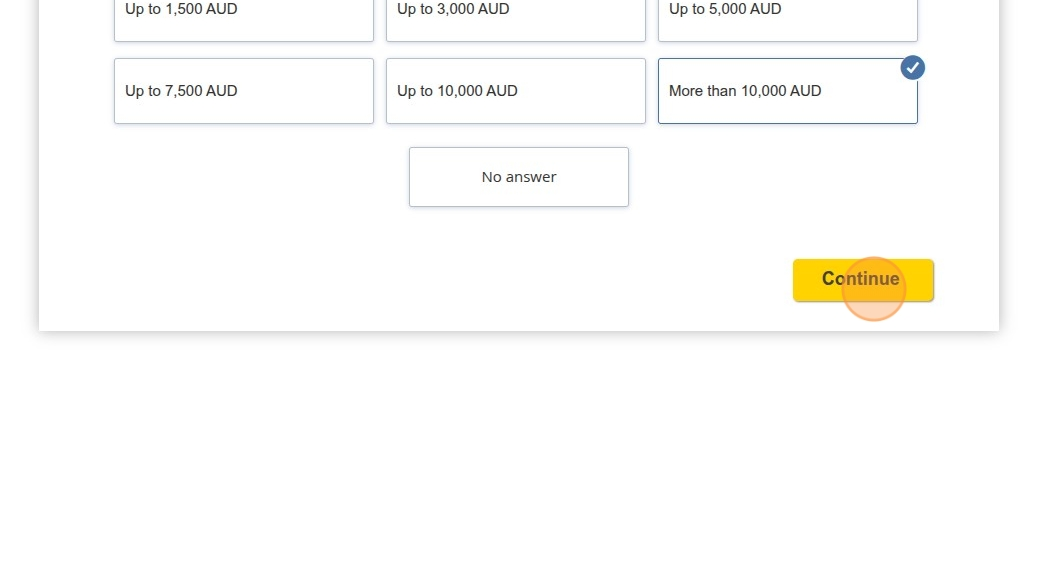 Up to 1,500 AUD
Up to 3,000 AUD
Up to 5,000 AUD
Up to 7,500 AUD
Up to 10,000 AUD
More than 10,000 AUD
No answer
Continue